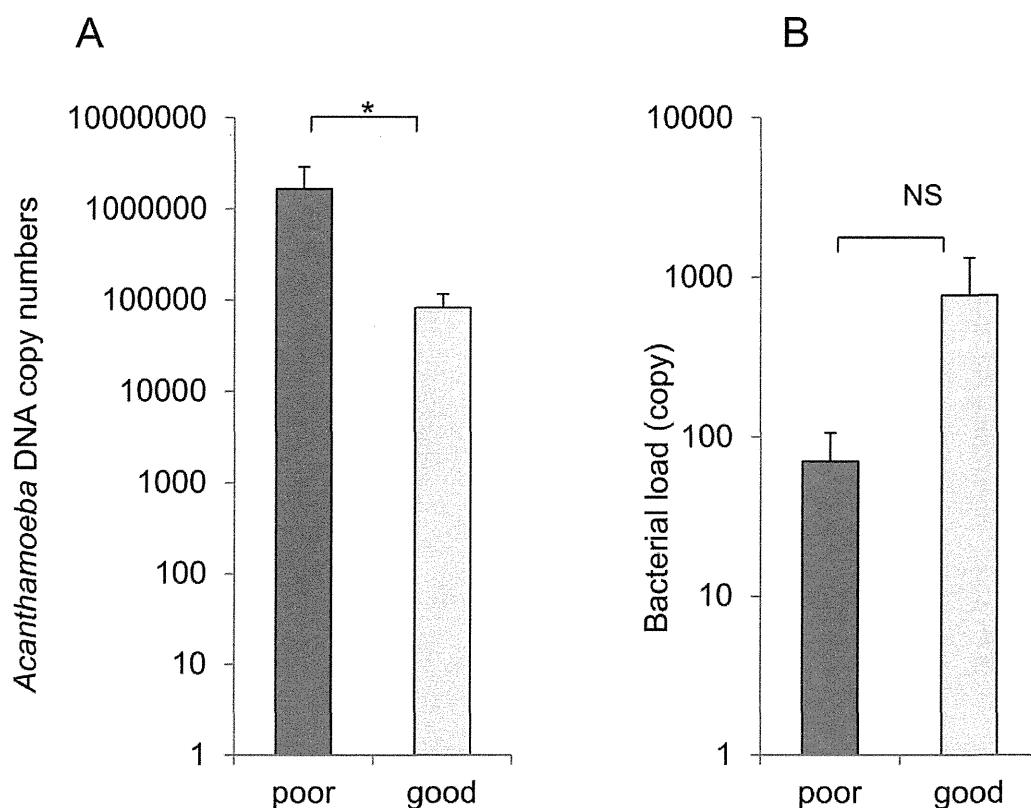 A
Acanthamoeba DNA copy numbers
10000000
1000000
100000
10000
1000
100
10
1
*
poor good
B
Bacterial load (copy)
10000
1000
100
10
1
NS
poor good